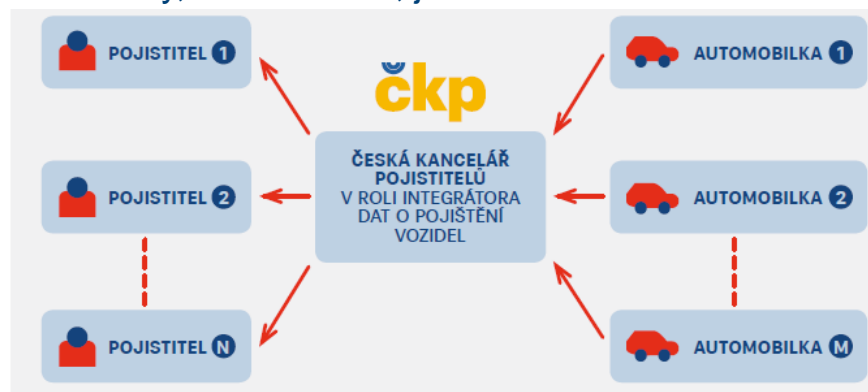 POJISTITEL 1
čkp
AUTOMOBILKA 1
ČESKÁ KANCELÁŘ
POJISTITELŮ
V ROLI INTEGRÁTORA
DAT O POJIŠTĚNÍ
VOZIDEL
POJISTITEL 2
AUTOMOBILKA 2
POJISTITEL N
AUTOMOBILKA M